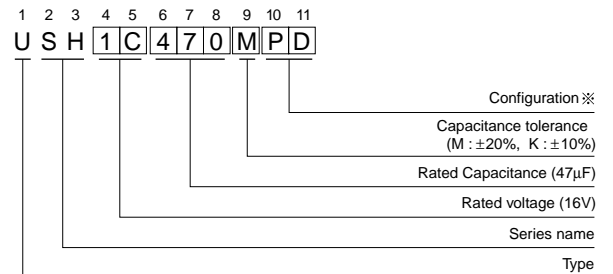 1 2 3 4 5 6 7 8 9 10 11
U S H 1 C 4 7 0 M P D
Configuration ※
Capacitance tolerance
(M : ±20%, K : ±10%)
Rated Capacitance (47μF)
Rated voltage (16V)
Series name
Type